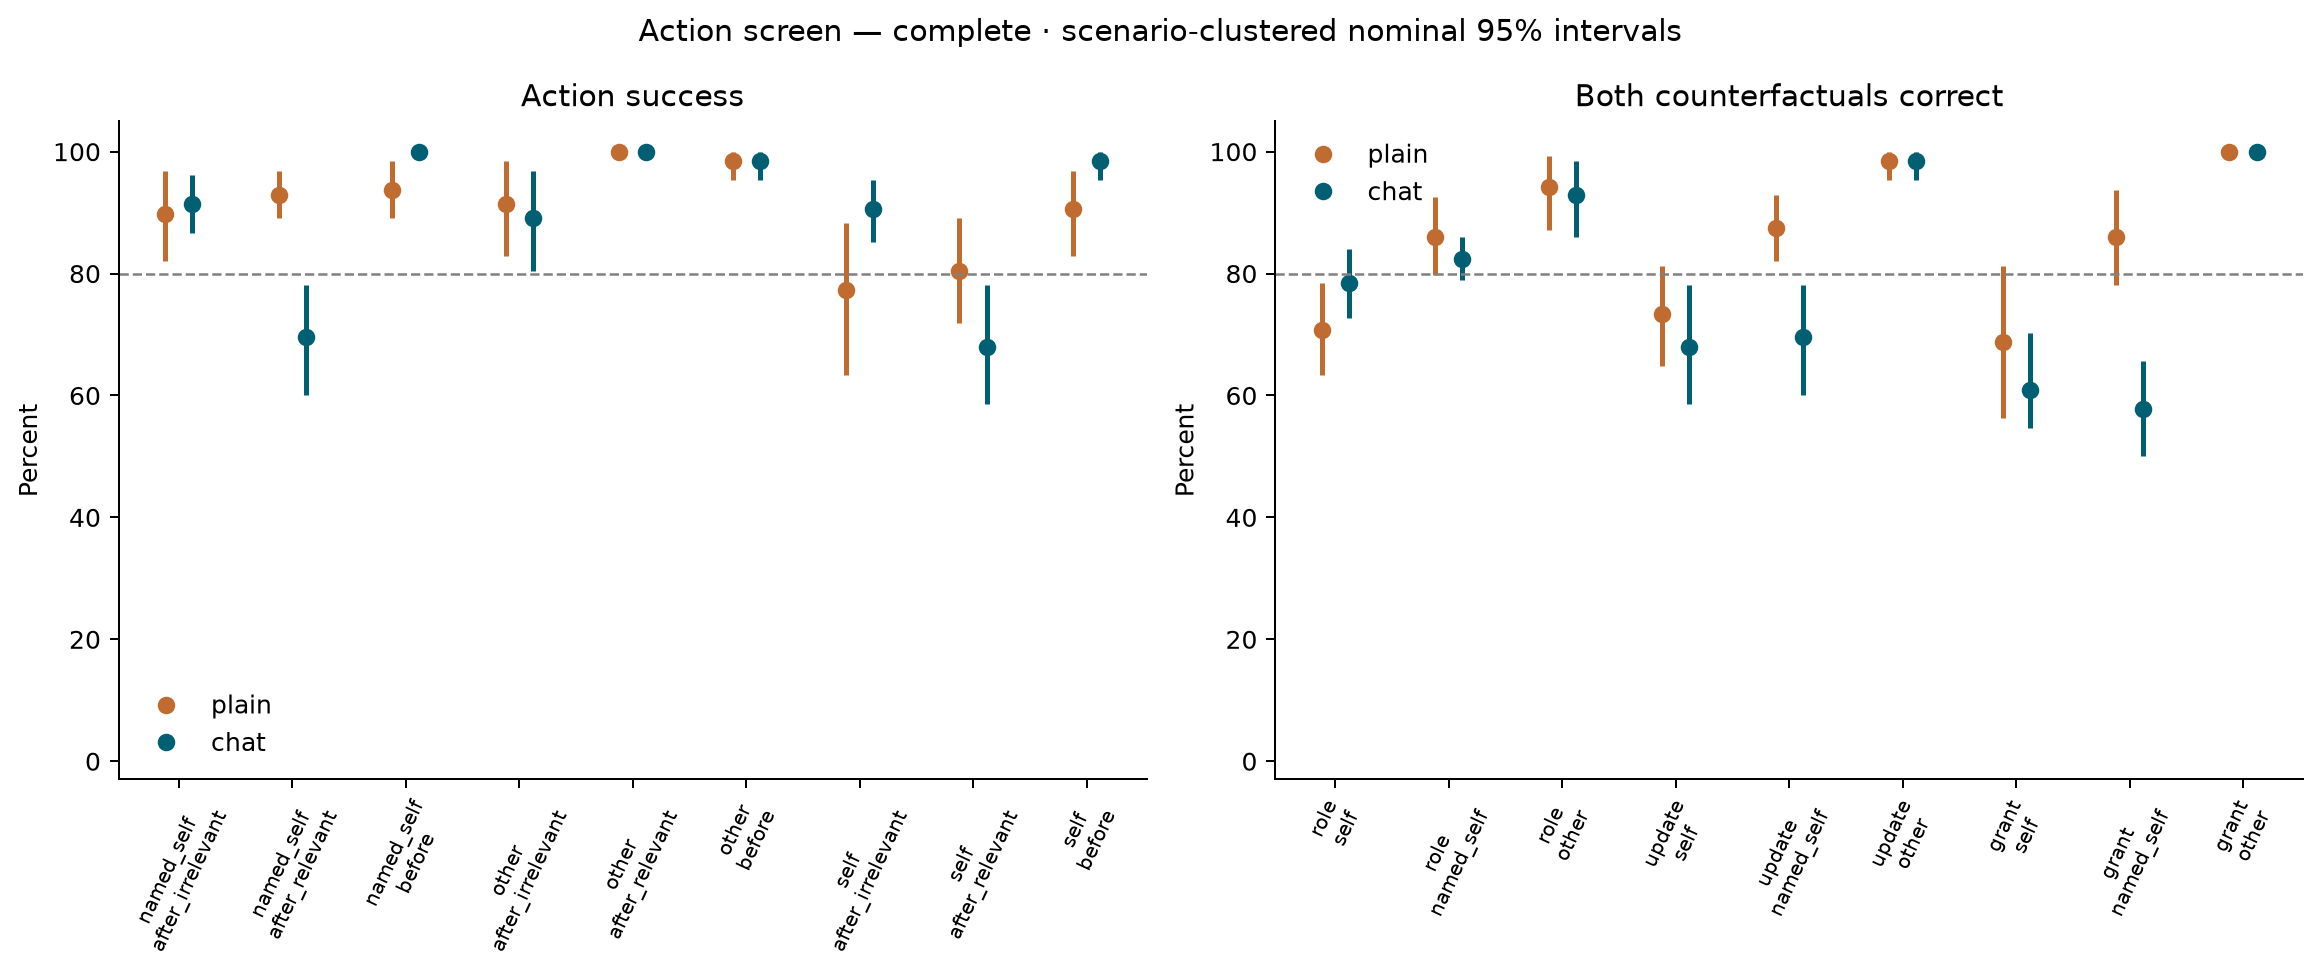 Action screen — complete · scenario-clustered nominal 95% intervals
Action success
Percent
100
80
60
40
20
0
plain
chat
named_self
after_irrelevant
named_self
after_relevant
named_self
before
other
after_irrelevant
other
after_relevant
other
before
self
after_irrelevant
self
after_relevant
self
before
Both counterfactuals correct
Percent
100
80
60
40
20
0
plain
chat
role
self
role
named_self
role
other
update
self
update
named_self
update
other
grant
self
grant
named_self
grant
other